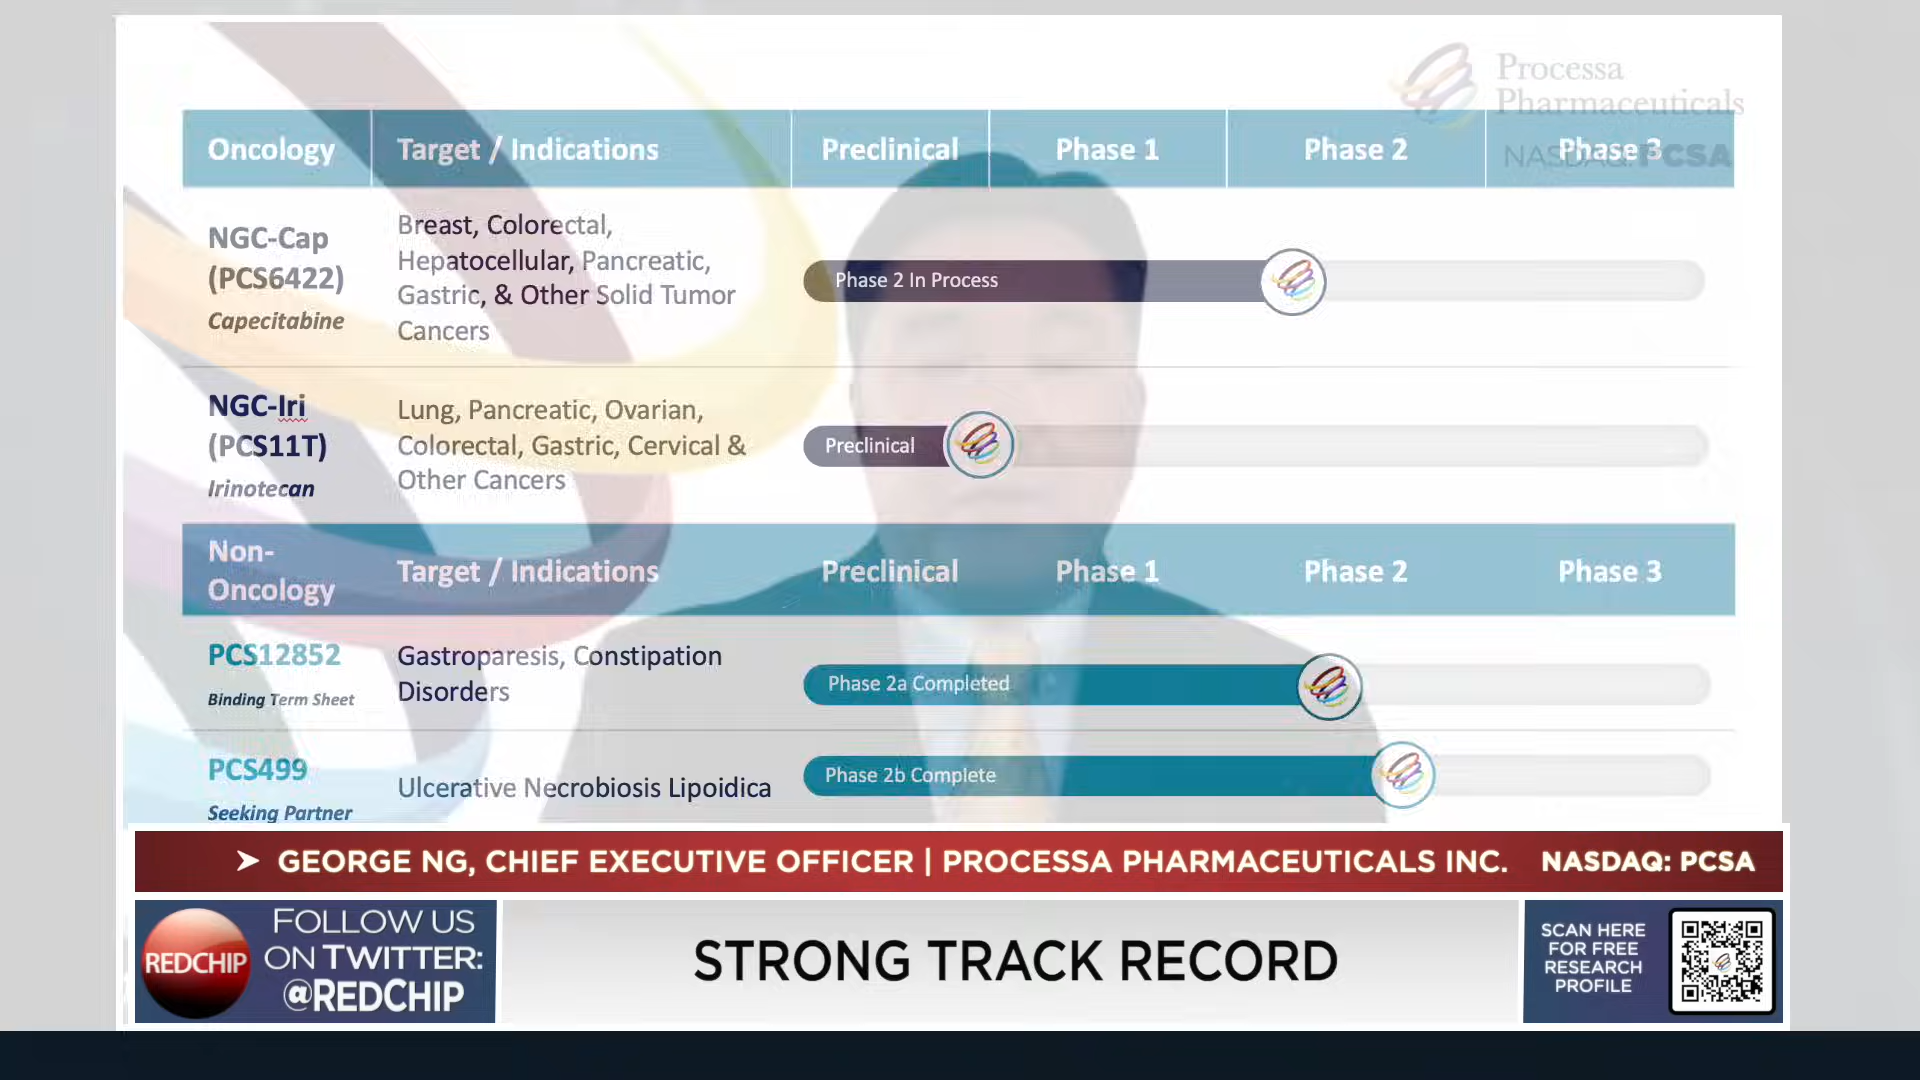 Processa
Pharmaceuticals
NASDAQ: PCSA
Oncology
Target / Indications
Preclinical
Phase 1
Phase 2
Phase 3
NGC-Cap
(PCS6422)
Capecitabine
Breast, Colorectal,
Hepatocellular, Pancreatic,
Gastric, & Other Solid Tumor
Cancers
Phase 2 In Process
NGC-Iri
(PCS11T)
Irinotecan
Lung, Pancreatic, Ovarian,
Colorectal, Gastric, Cervical &
Other Cancers
Preclinical
Non-
Oncology
Target / Indications
Preclinical
Phase 1
Phase 2
Phase 3
PCS12852
Binding Term Sheet
Gastroparesis, Constipation
Disorders
Phase 2a Completed
PCS499
Seeking Partner
Ulcerative Necrobiosis Lipoidica
Phase 2b Complete
➤ GEORGE NG, CHIEF EXECUTIVE OFFICER | PROCESSA PHARMACEUTICALS INC. NASDAQ: PCSA
REDCHIP
FOLLOW US
ON TWITTER:
@REDCHIP
STRONG TRACK RECORD
SCAN HERE
FOR FREE
RESEARCH
PROFILE